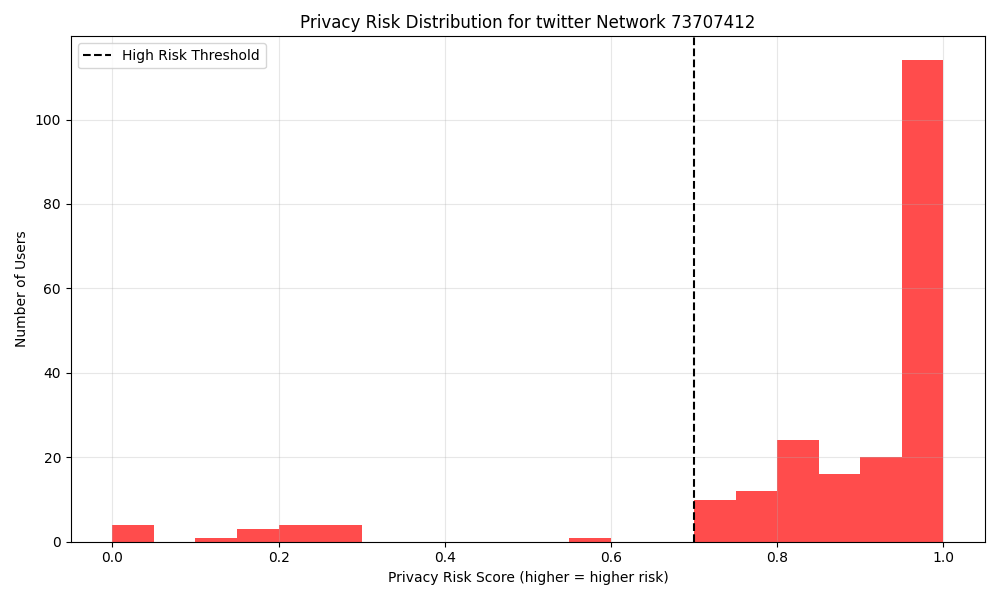 Privacy Risk Distribution for twitter Network 73707412
High Risk Threshold
Number of Users
100
80
60
40
20
0
0.0 0.2 0.4 0.6 0.8 1.0
Privacy Risk Score (higher = higher risk)